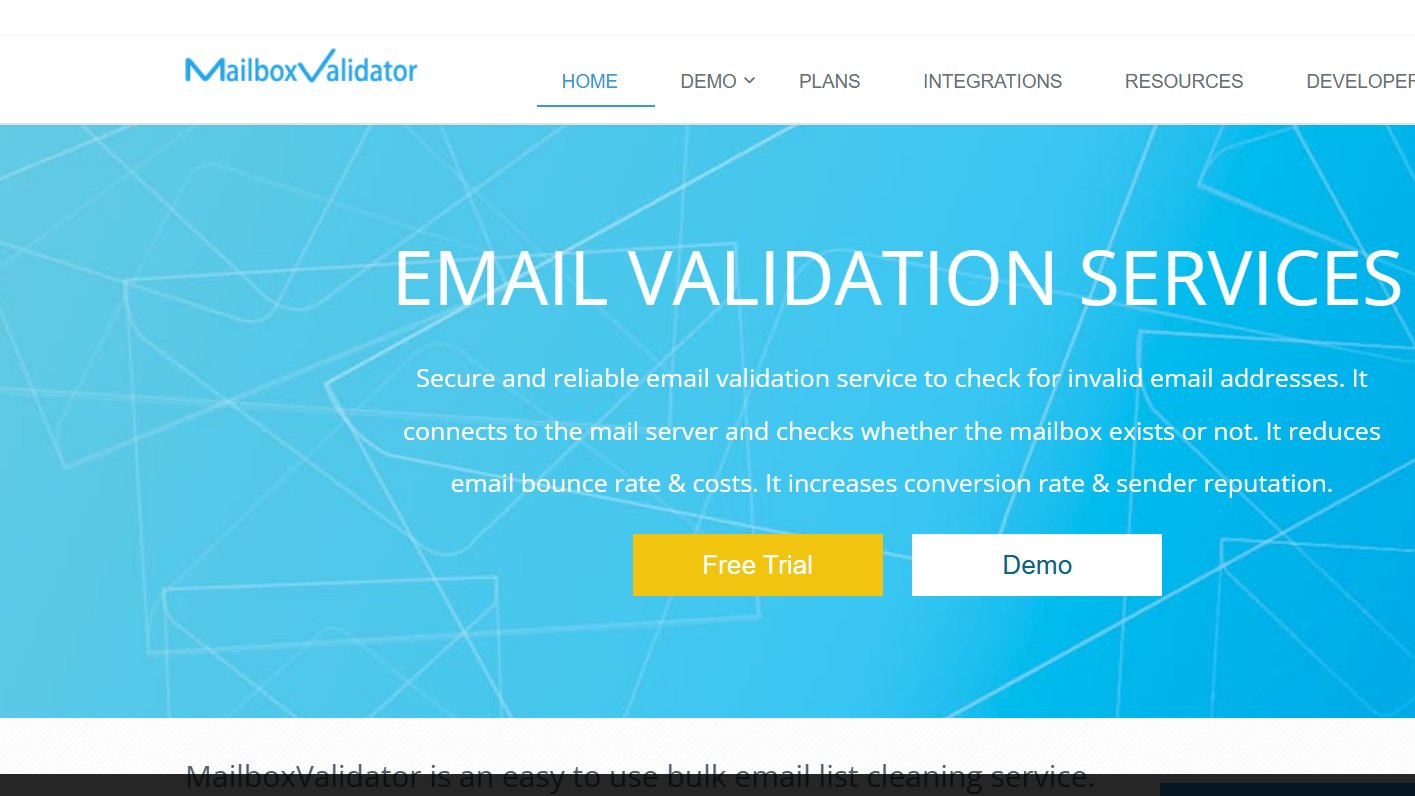 MailboxValidator
HOME
DEMO
PLANS
INTEGRATIONS
RESOURCES
DEVELOPER
EMAIL VALIDATION SERVICES
Secure and reliable email validation service to check for invalid email addresses. It
connects to the mail server and checks whether the mailbox exists or not. It reduces
email bounce rate & costs. It increases conversion rate & sender reputation.
Free Trial
Demo
MailboxValidator is an easy to use bulk email list cleaning service.